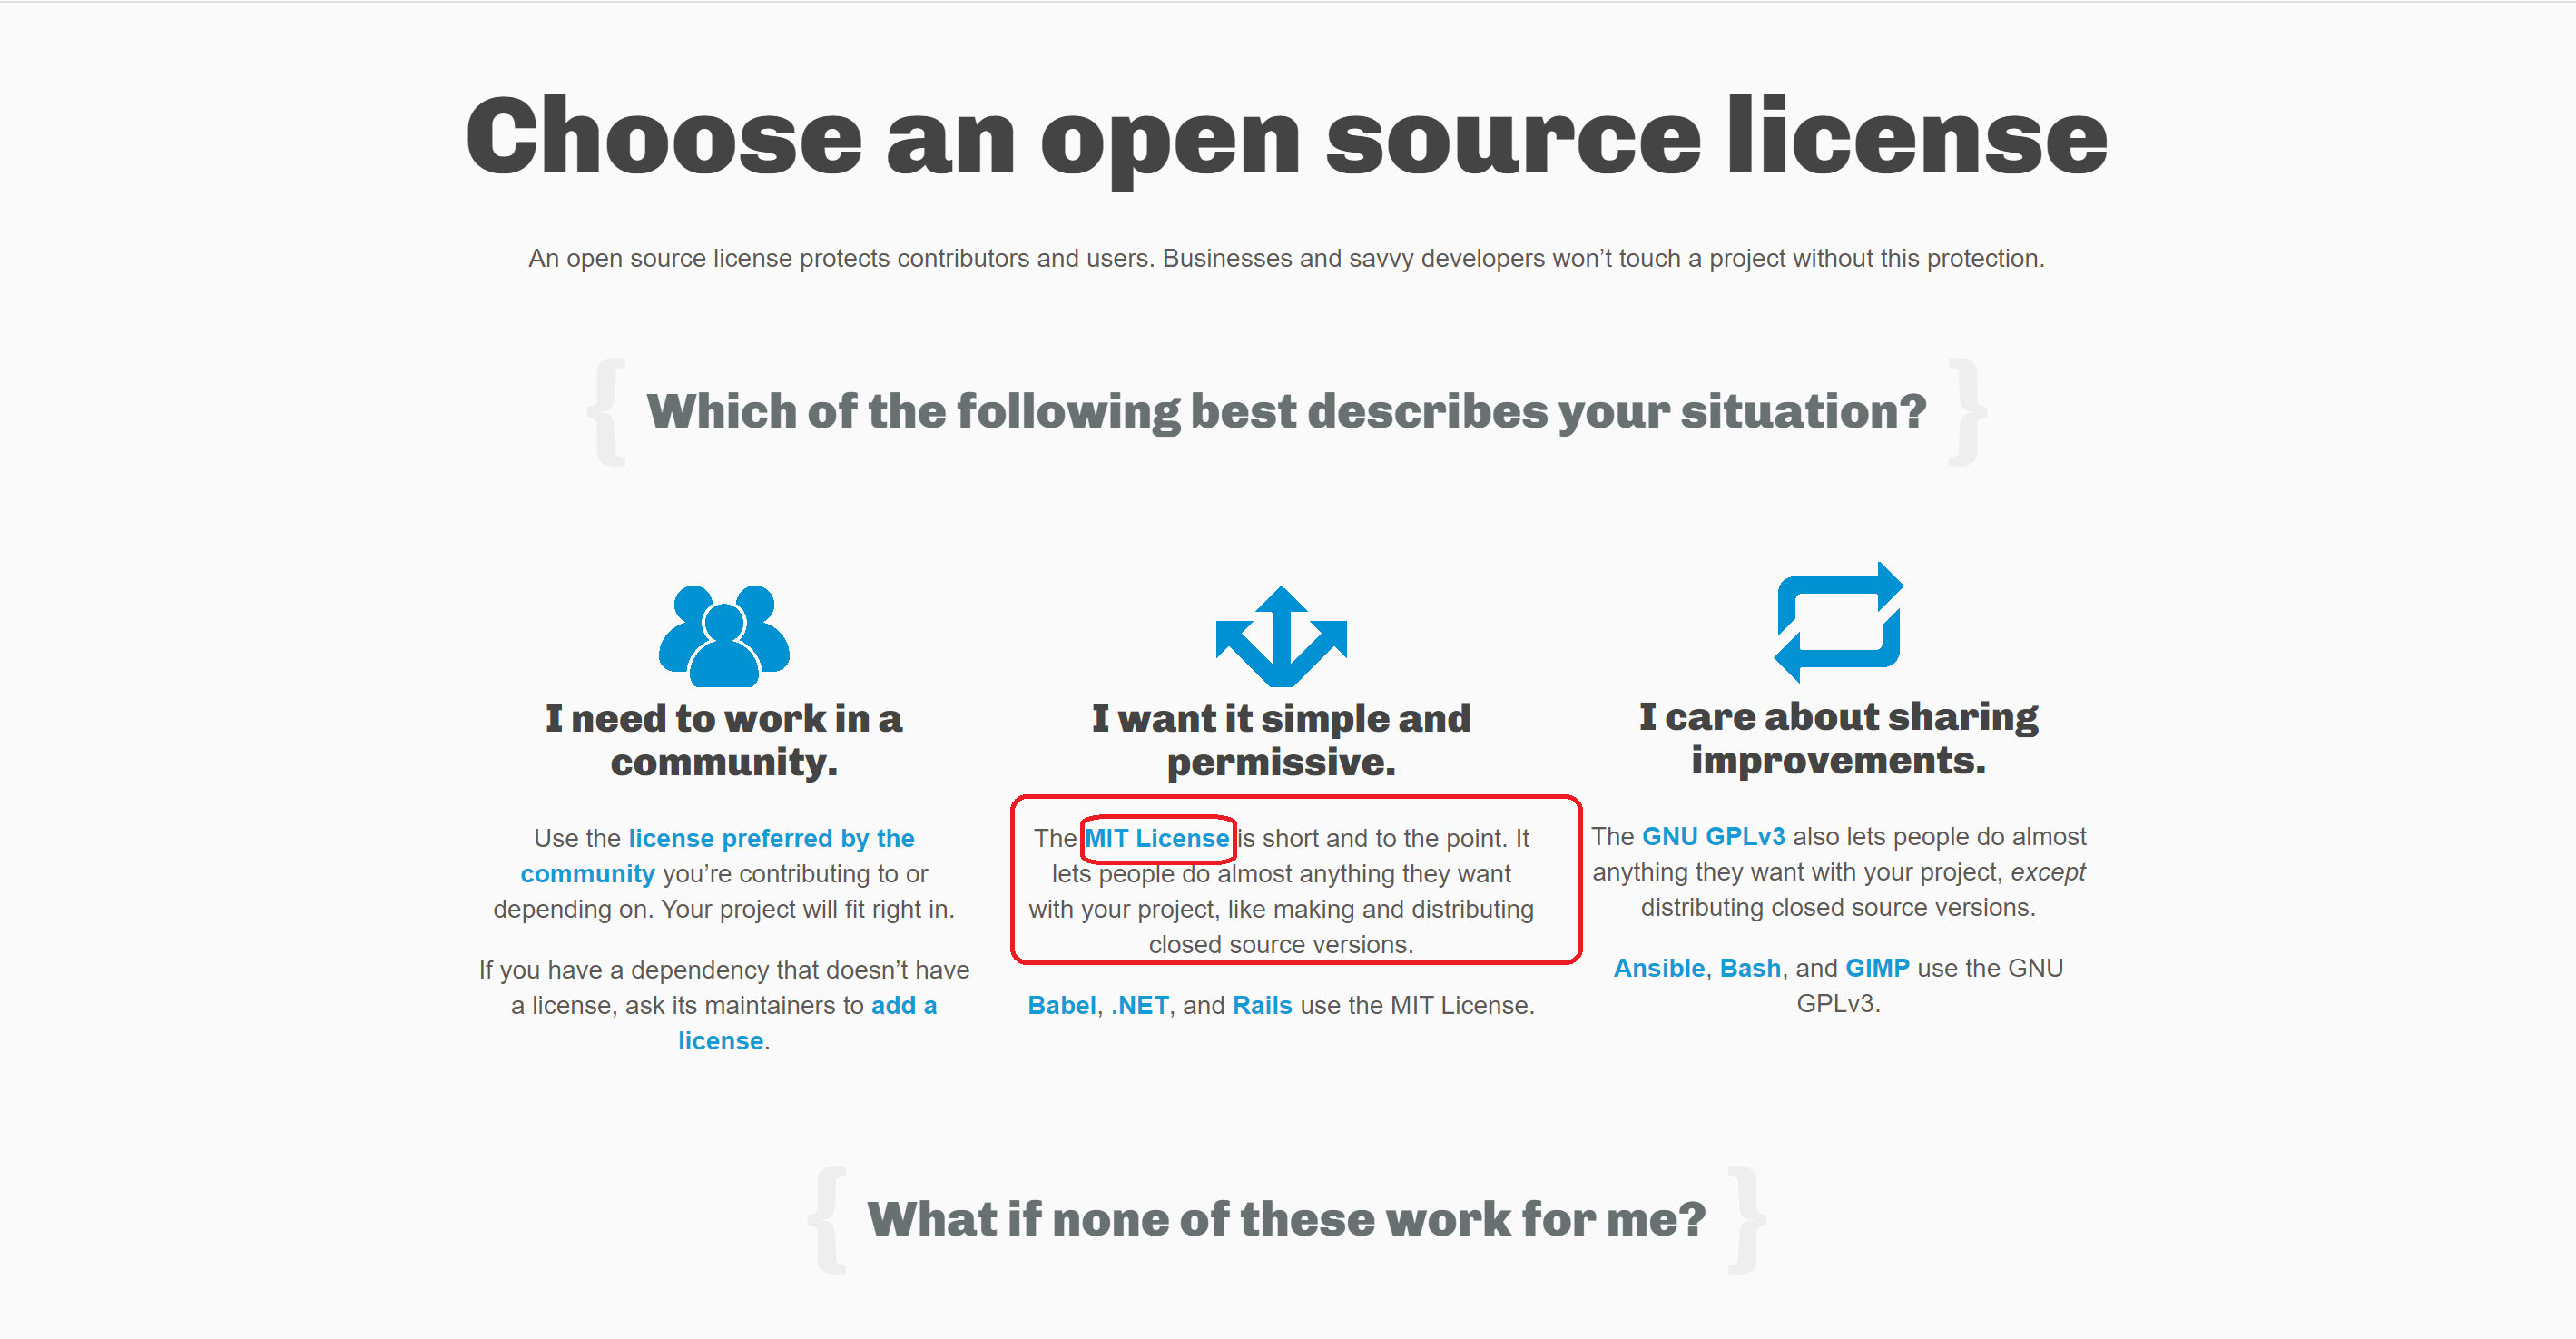 Choose an open source license
An open source license protects contributors and users. Businesses and savvy developers won’t touch a project without this protection.
{ Which of the following best describes your situation? }
I need to work in a
community.
Use the license preferred by the
community you’re contributing to or
depending on. Your project will fit right in.
If you have a dependency that doesn’t have
a license, ask its maintainers to add a
license.
I want it simple and
permissive.
The MIT License is short and to the point. It
lets people do almost anything they want
with your project, like making and distributing
closed source versions.
Babel, .NET, and Rails use the MIT License.
I care about sharing
improvements.
The GNU GPLv3 also lets people do almost
anything they want with your project, except
distributing closed source versions.
Ansible, Bash, and GIMP use the GNU
GPLv3.
{ What if none of these work for me? }